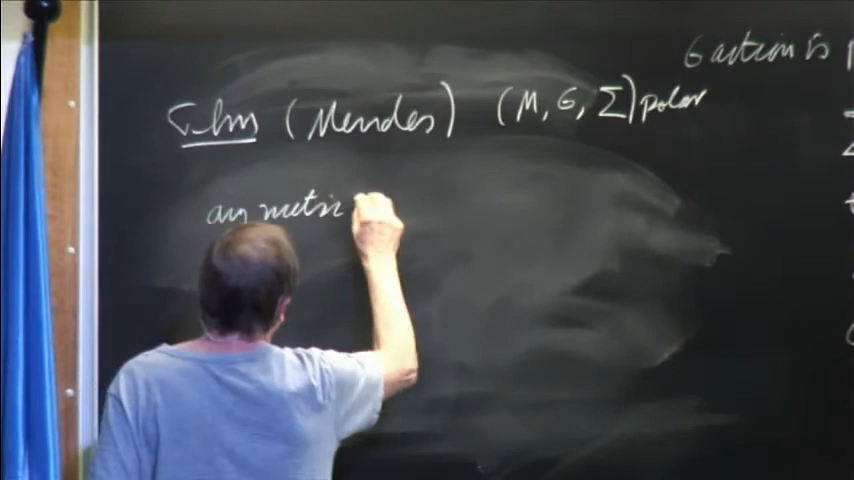 G action is
Thm (Mendes) (M, G, Σ) polar
any metric